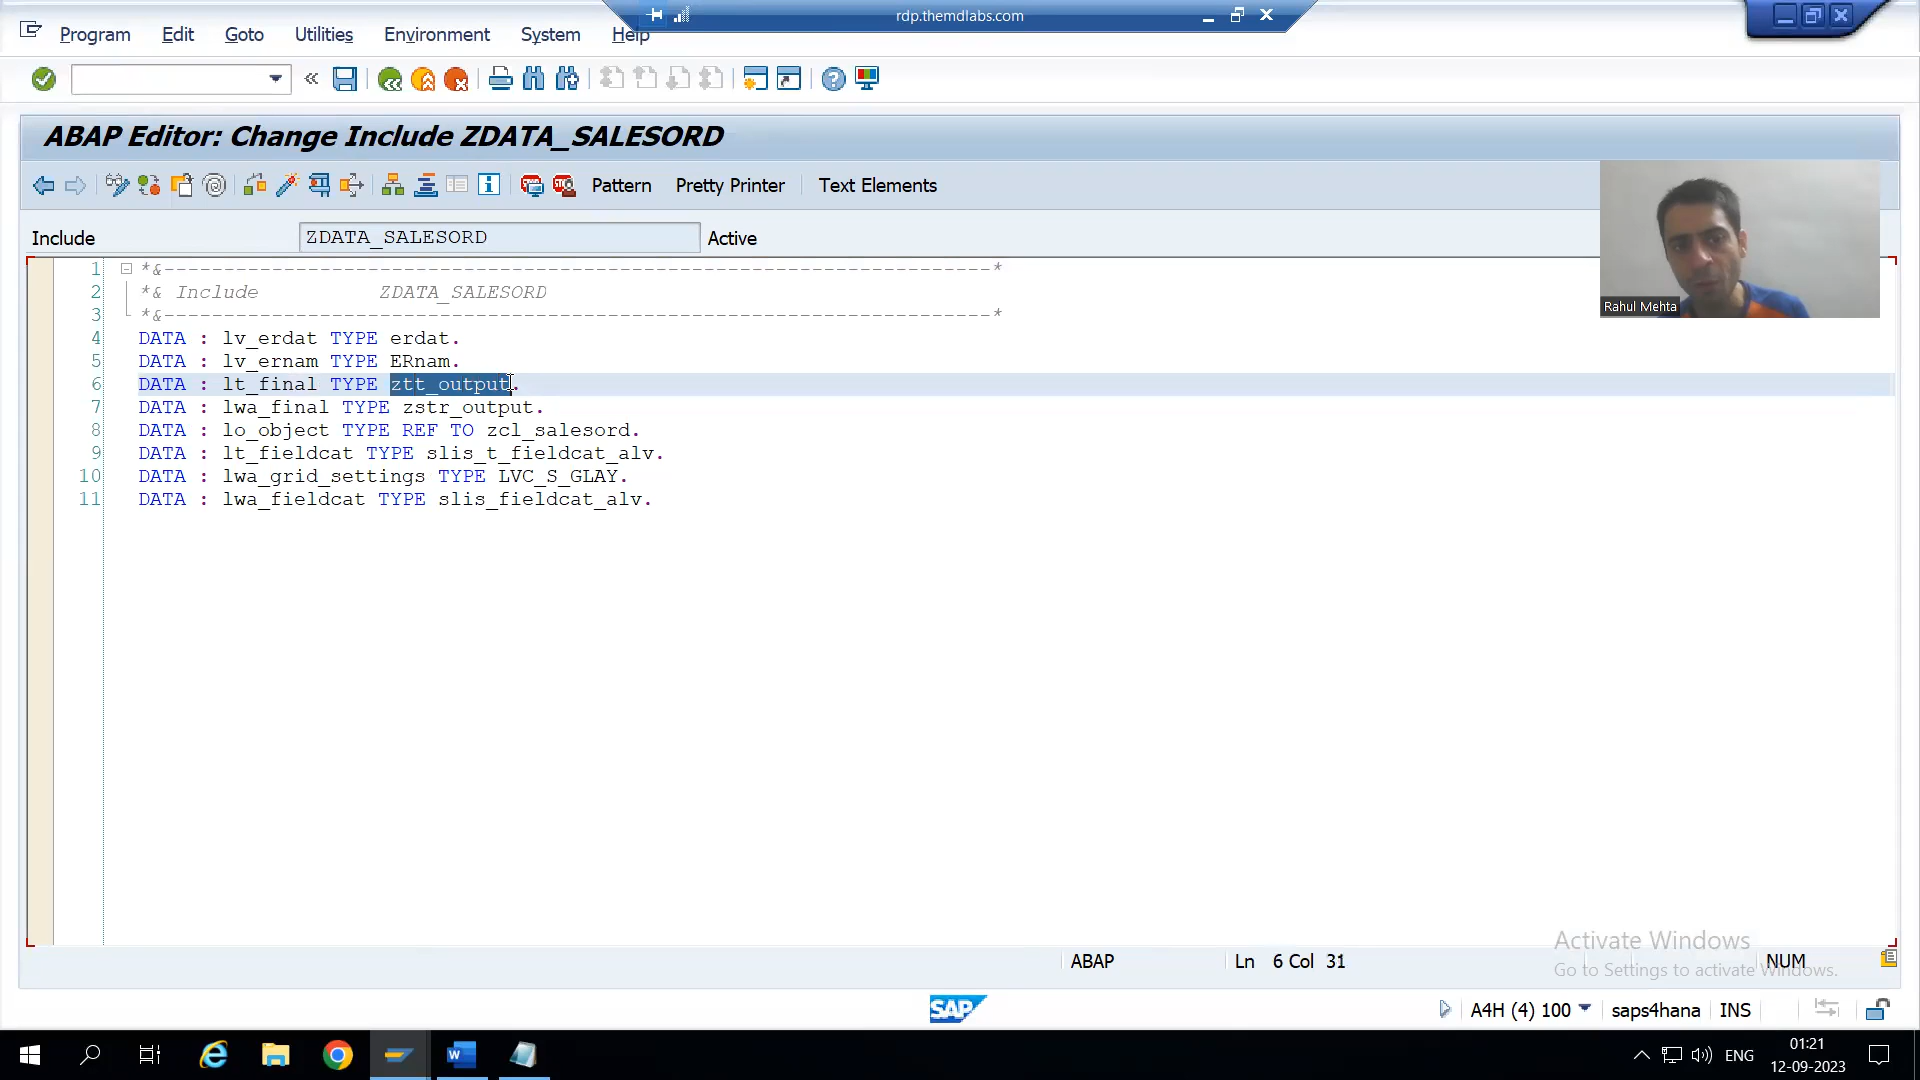 rdp.themdlabs.com
Program Edit Goto Utilities Environment System Help
ABAP Editor: Change Include ZDATA_SALESORD
Pattern Pretty Printer Text Elements
Include ZDATA_SALESORD Active
Rahul Mehta
1 *&---------------------------------------------------------------------*
2 *& Include ZDATA_SALESORD
3 *&---------------------------------------------------------------------*
4 DATA : lv_erdat TYPE erdat.
5 DATA : lv_ernam TYPE ERnam.
6 DATA : lt_final TYPE ztt_output.
7 DATA : lwa_final TYPE zstr_output.
8 DATA : lo_object TYPE REF TO zcl_salesord.
9 DATA : lt_fieldcat TYPE slis_t_fieldcat_alv.
10 DATA : lwa_grid_settings TYPE LVC_S_GLAY.
11 DATA : lwa_fieldcat TYPE slis_fieldcat_alv.
Activate Windows
Go to Settings to activate Windows.
ABAP Ln 6 Col 31 NUM
SAP A4H (4) 100 saps4hana INS
ENG 01:21
12-09-2023